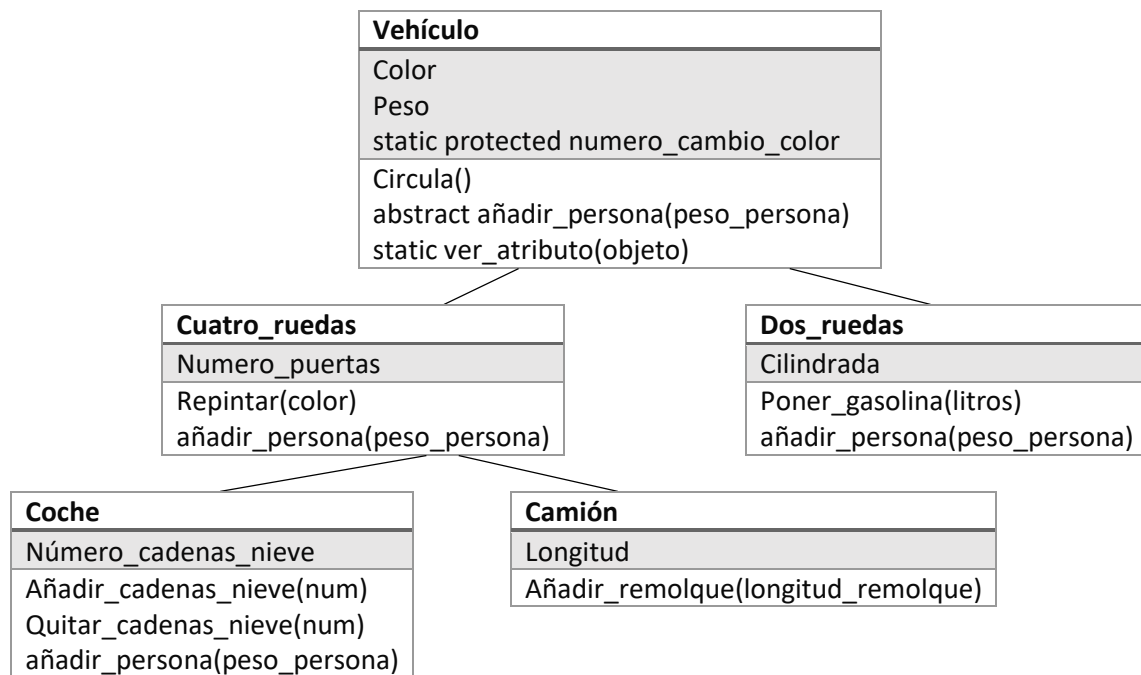 Vehículo
Color
Peso
static protected numero_cambio_color
Circula()
abstract añadir_persona(peso_persona)
static ver_atributo(objeto)
Cuatro_ruedas
Numero_puertas
Repintar(color)
añadir_persona(peso_persona)
Dos_ruedas
Cilindrada
Poner_gasolina(litros)
añadir_persona(peso_persona)
Coche
Número_cadenas_nieve
Añadir_cadenas_nieve(num)
Quitar_cadenas_nieve(num)
añadir_persona(peso_persona)
Camión
Longitud
Añadir_remolque(longitud_remolque)